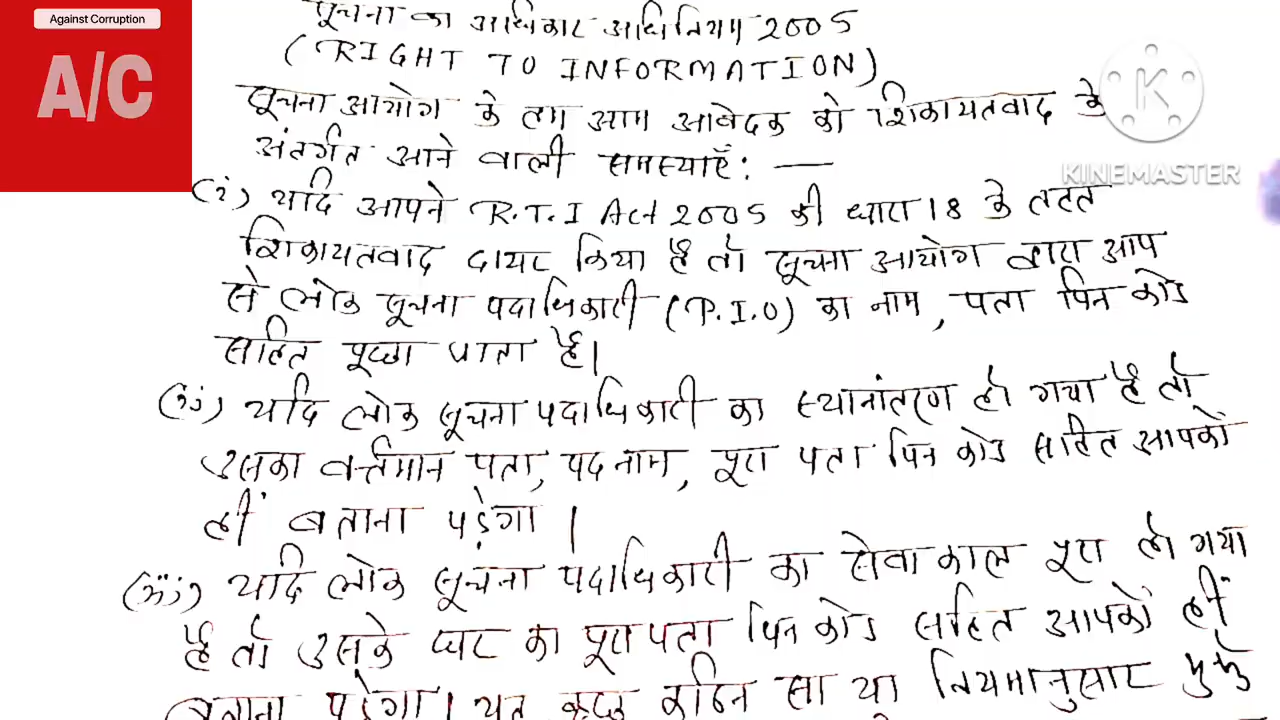 Against Corruption
A/C
सूचना का अधिकार अधिनियम 2005
(RIGHT TO INFORMATION)
सूचना आयोग के तहत आम आवेदक को शिकायतवाद के
अंतर्गत आने वाली समस्याएँ: —
K
KINEMASTER
(i) यदि आपने R.T.I Act 2005 की धारा 18 के तहत
शिकायतवाद दायर किया है तो सूचना आयोग द्वारा आप
से लोक सूचना पदाधिकारी (P.I.O) का नाम, पता पिन कोड
सहित पूछा जाता है।
(ii) यदि लोक सूचना पदाधिकारी का स्थानांतरण हो गया है तो
उसका वर्त्तमान पता, पद नाम, पूरा पता पिन कोड सहित आपको
हीं बताना पड़ेगा।
(iii) यदि लोक सूचना पदाधिकारी का सेवा काल पूरा हो गया
है तो उसके घर का पूरा पता पिन कोड सहित आपको हीं
बताना पड़ेगा। यह कुछ कठिन सा या नियमानुसार